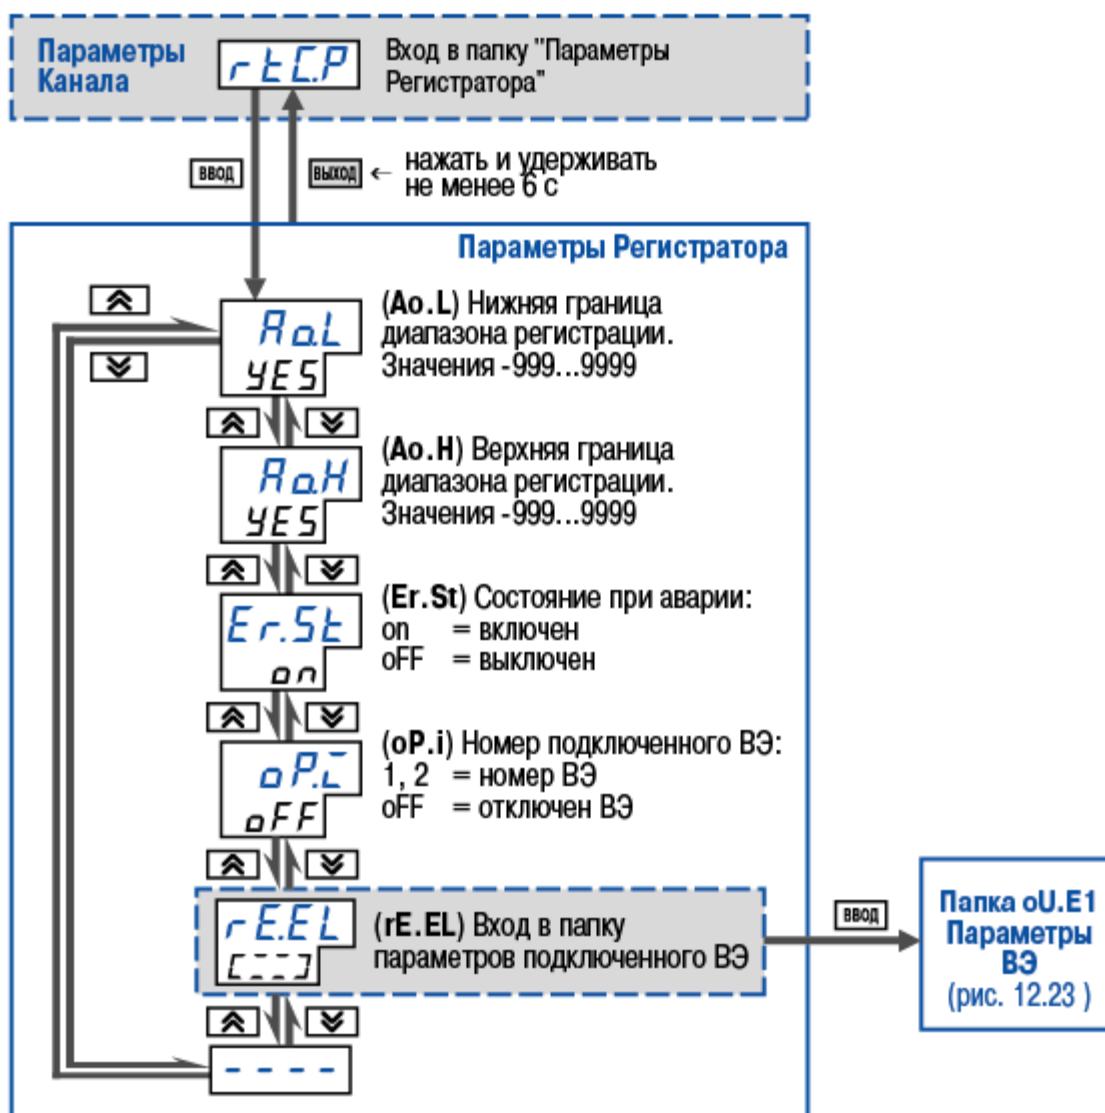 Параметры
Канала
rtC.P
Вход в папку "Параметры
Регистратора"
ВВОД
ВЫХОД
← нажать и удерживать
не менее 6 с
Параметры Регистратора
Ao.L
YES
(Ao.L) Нижняя граница
диапазона регистрации.
Значения -999...9999
Ao.H
YES
(Ao.H) Верхняя граница
диапазона регистрации.
Значения -999...9999
Er.St
on
(Er.St) Состояние при аварии:
on = включен
oFF = выключен
oP.i
oFF
(oP.i) Номер подключенного ВЭ:
1, 2 = номер ВЭ
oFF = отключен ВЭ
rE.EL
[---]
(rE.EL) Вход в папку
параметров подключенного ВЭ
ВВОД
Папка oU.E1
Параметры
ВЭ
(рис. 12.23 )
----